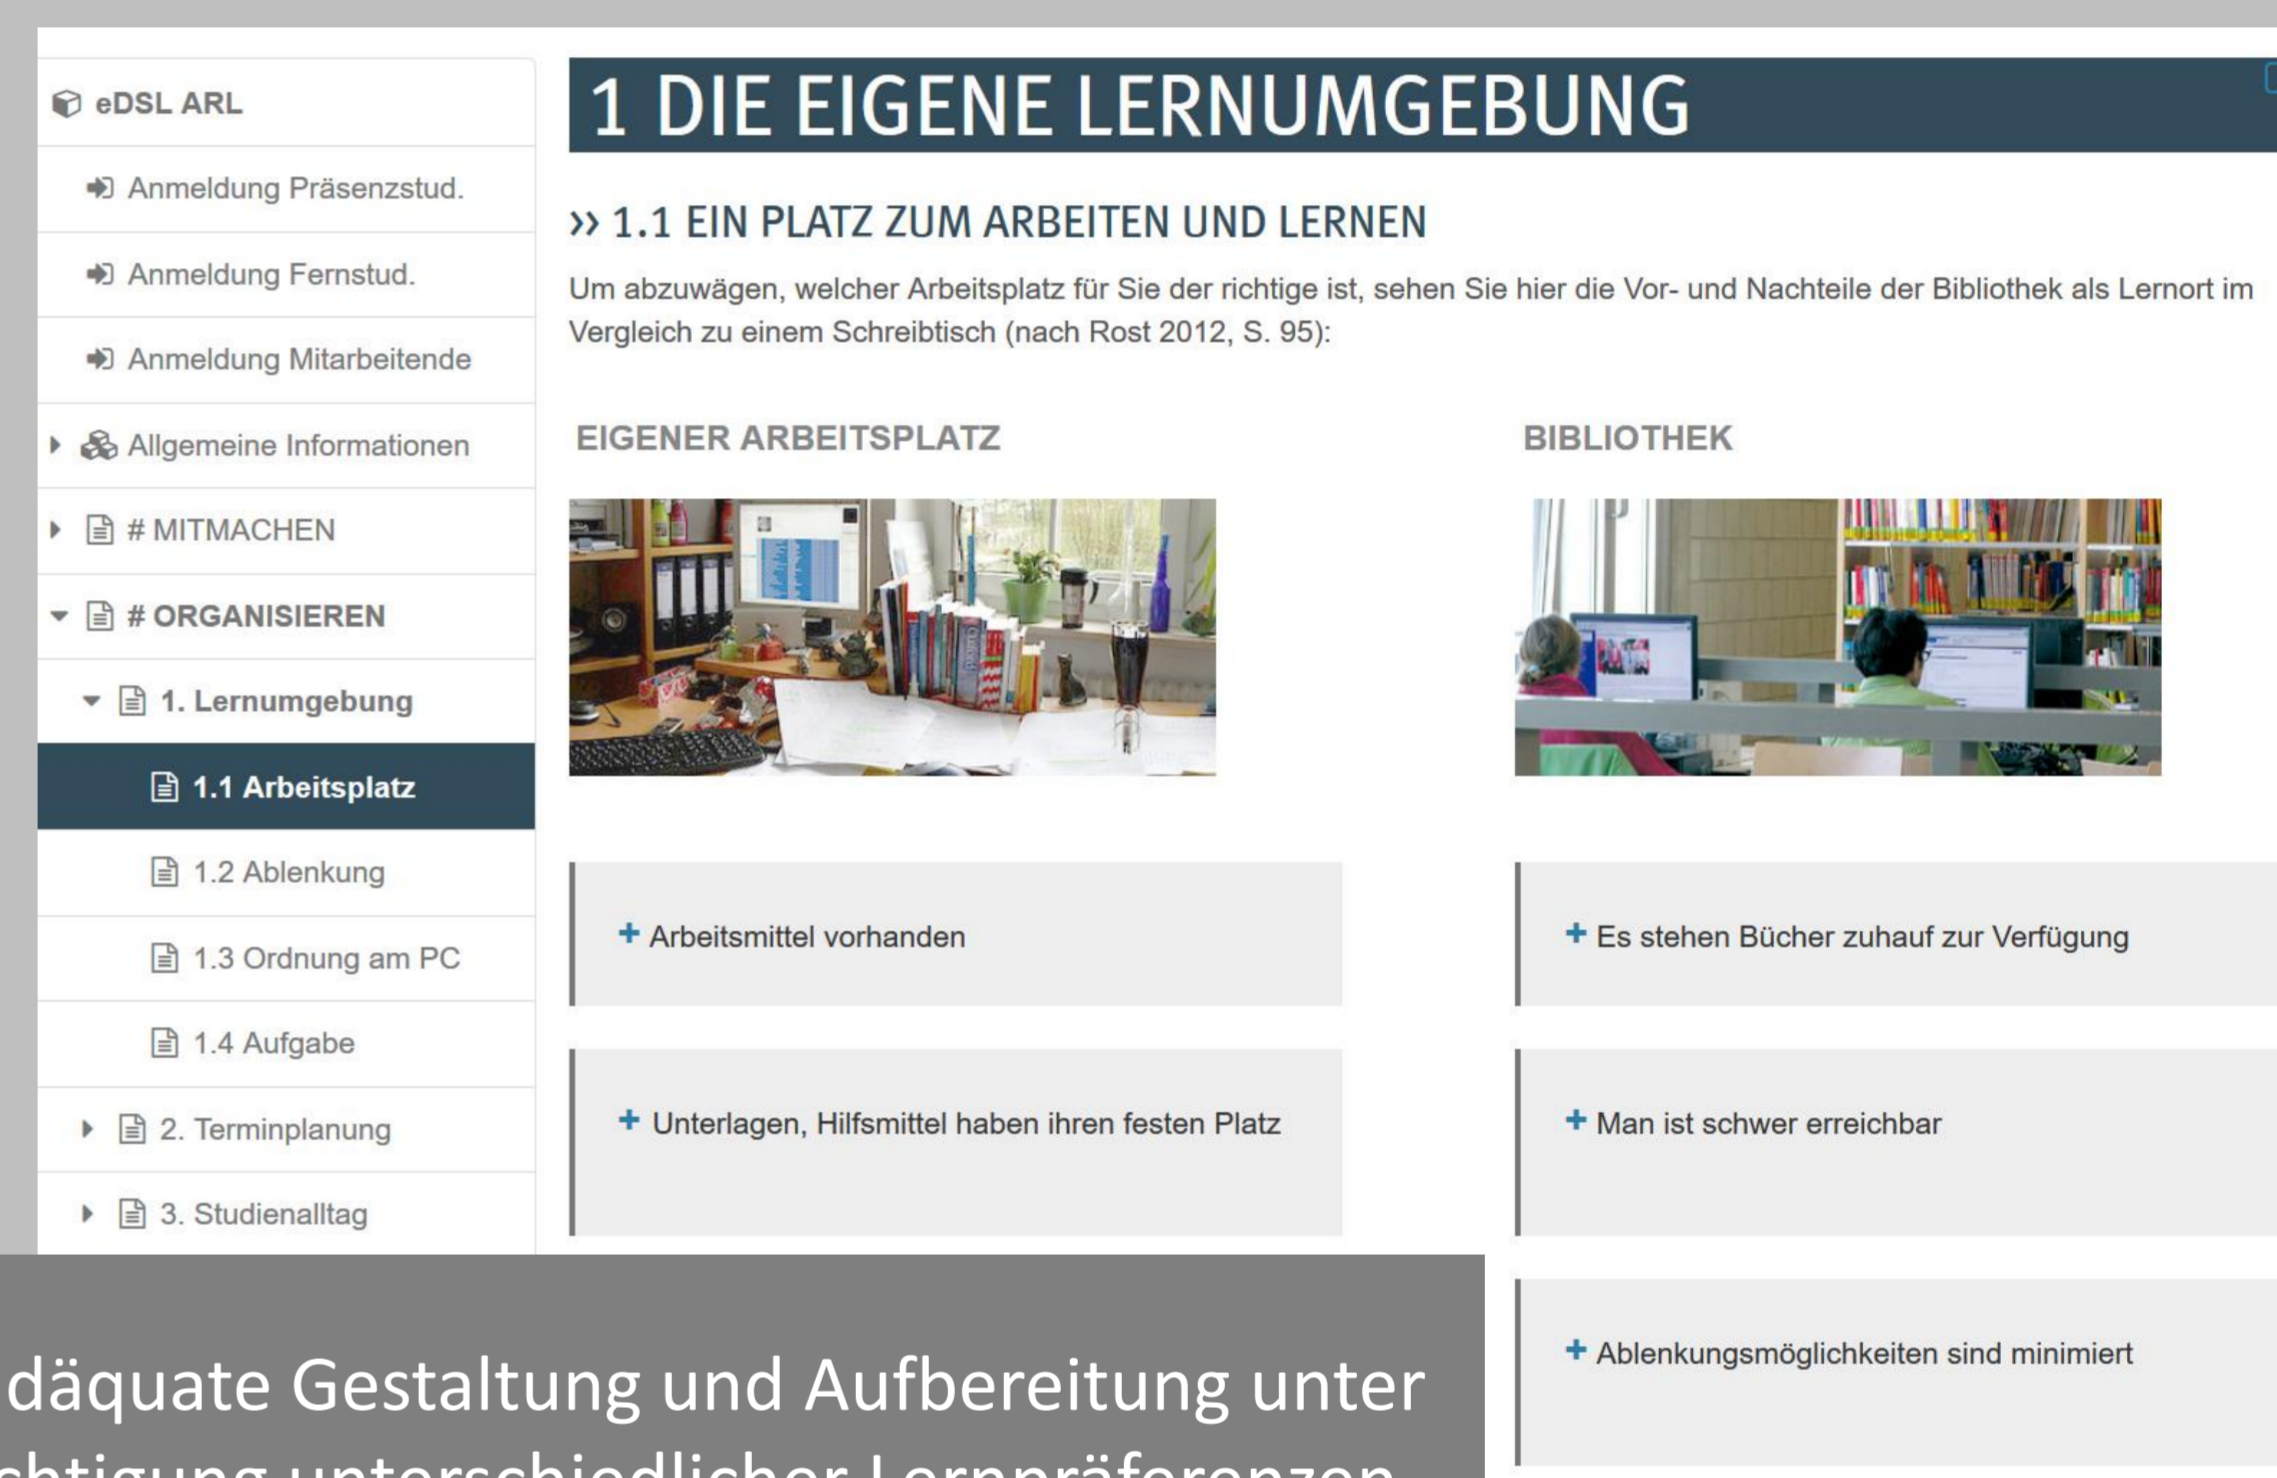 eDSL ARL
Anmeldung Präsenzstud.
Anmeldung Fernstud.
Anmeldung Mitarbeitende
Allgemeine Informationen
# MITMACHEN
# ORGANISIEREN
1. Lernumgebung
1.1 Arbeitsplatz
1.2 Ablenkung
1.3 Ordnung am PC
1.4 Aufgabe
2. Terminplanung
3. Studienalltag
1 DIE EIGENE LERNUMGEBUNG
>> 1.1 EIN PLATZ ZUM ARBEITEN UND LERNEN
Um abzuwägen, welcher Arbeitsplatz für Sie der richtige ist, sehen Sie hier die Vor- und Nachteile der Bibliothek als Lernort im
Vergleich zu einem Schreibtisch (nach Rost 2012, S. 95):
EIGENER ARBEITSPLATZ
+ Arbeitsmittel vorhanden
+ Unterlagen, Hilfsmittel haben ihren festen Platz
BIBLIOTHEK
+ Es stehen Bücher zuhauf zur Verfügung
+ Man ist schwer erreichbar
+ Ablenkungsmöglichkeiten sind minimiert
däquate Gestaltung und Aufbereitung unter
chtigung unterschiedlicher Lernpräferenzen